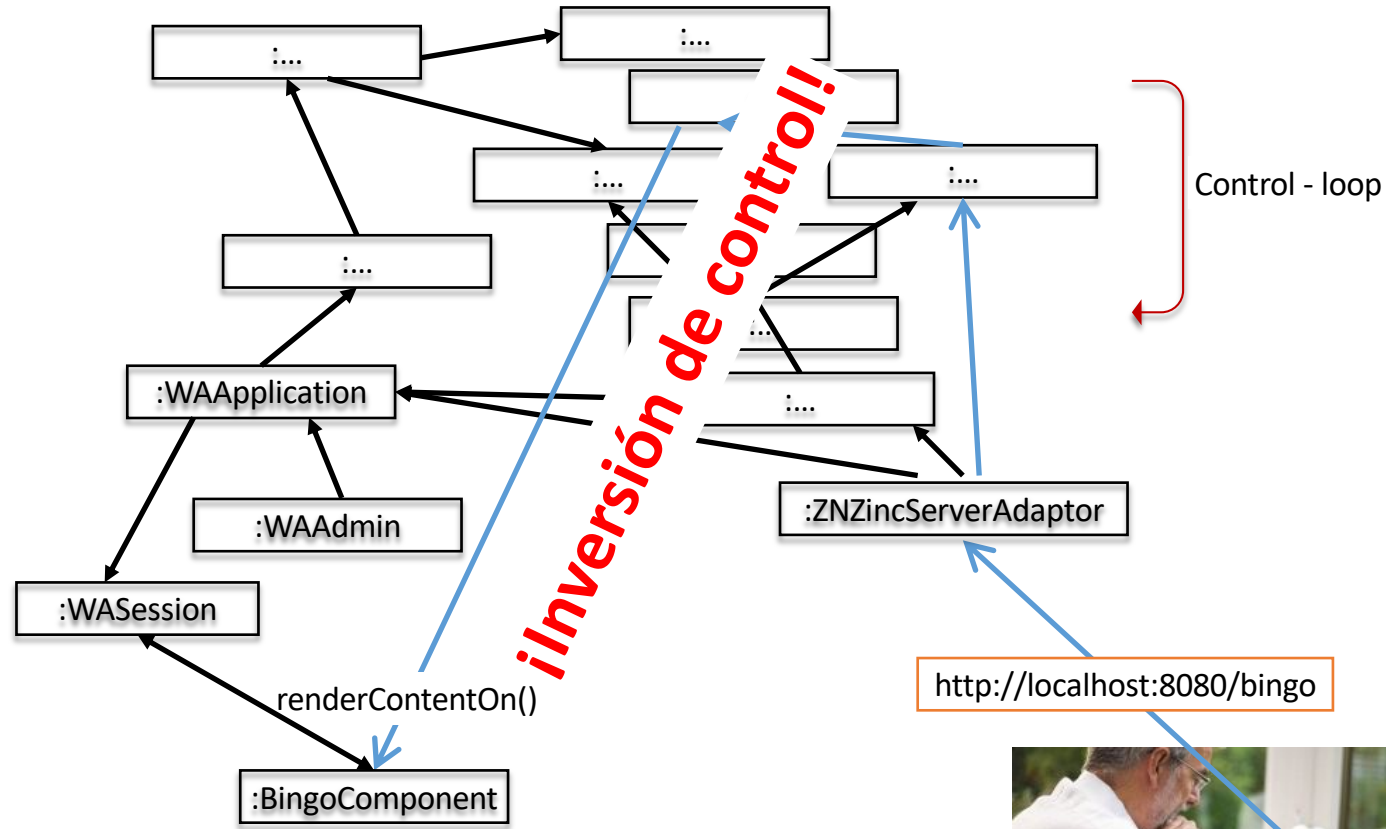 :...
:...
:...
:...
Control - loop
:...
:...
:WAApplication
:...
:WAAdmin
:ZNZincServerAdaptor
:WASession
¡Inversión de control!
http://localhost:8080/bingo
renderContentOn()
:BingoComponent